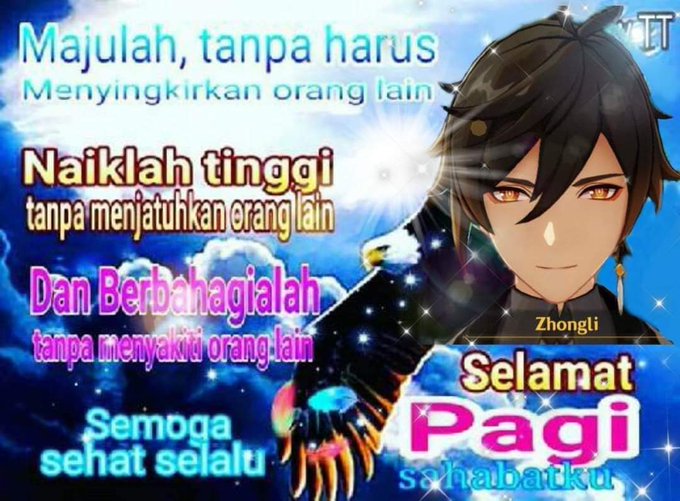 Majulah, tanpa harus
Menyingkirkan orang lain
Naiklah tinggi
tanpa menjatuhkan orang lain
Dan Berbahagialah
tanpa menyakiti orang lain
Zhongli
Semoga
sehat selalu
Selamat
Pagi
sahabatku